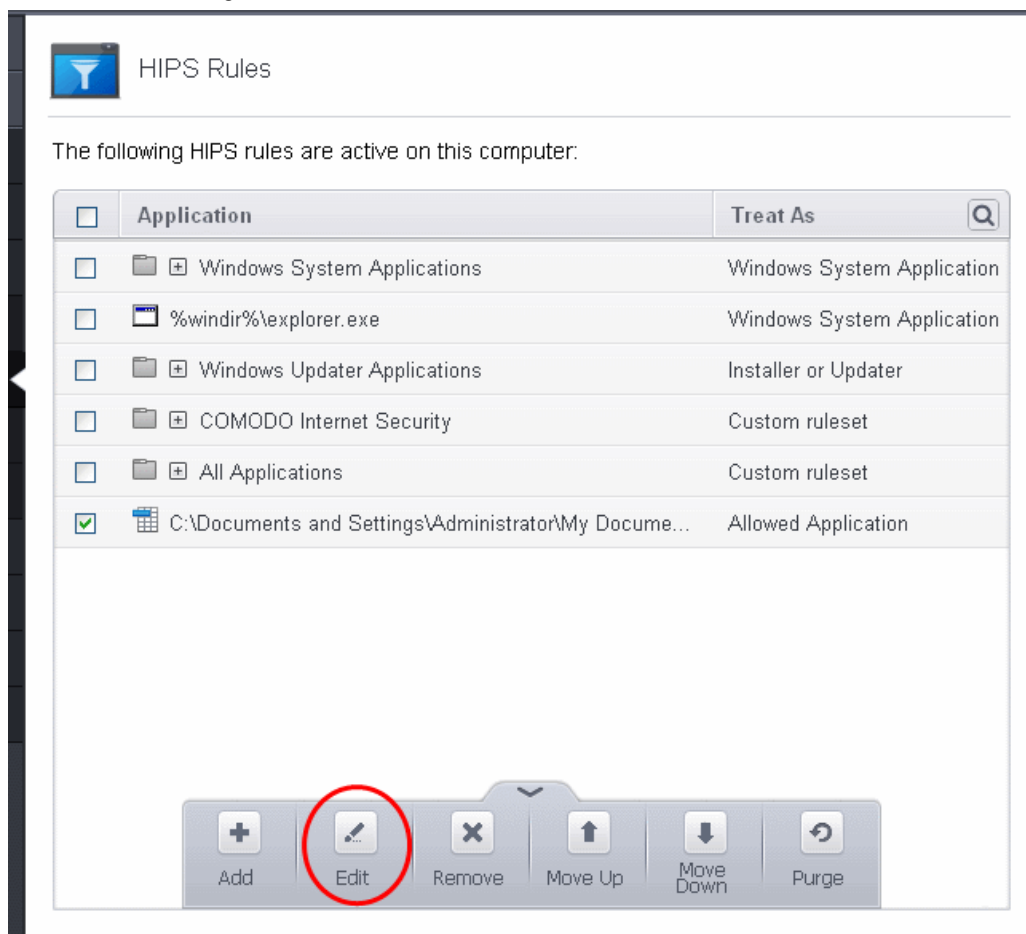 HIPS Rules
The following HIPS rules are active on this computer:
Application Treat As
Windows System Applications Windows System Application
%windir%\explorer.exe Windows System Application
Windows Updater Applications Installer or Updater
COMODO Internet Security Custom ruleset
All Applications Custom ruleset
C:\Documents and Settings\Administrator\My Docume... Allowed Application
Add Edit Remove Move Up Move Down Purge